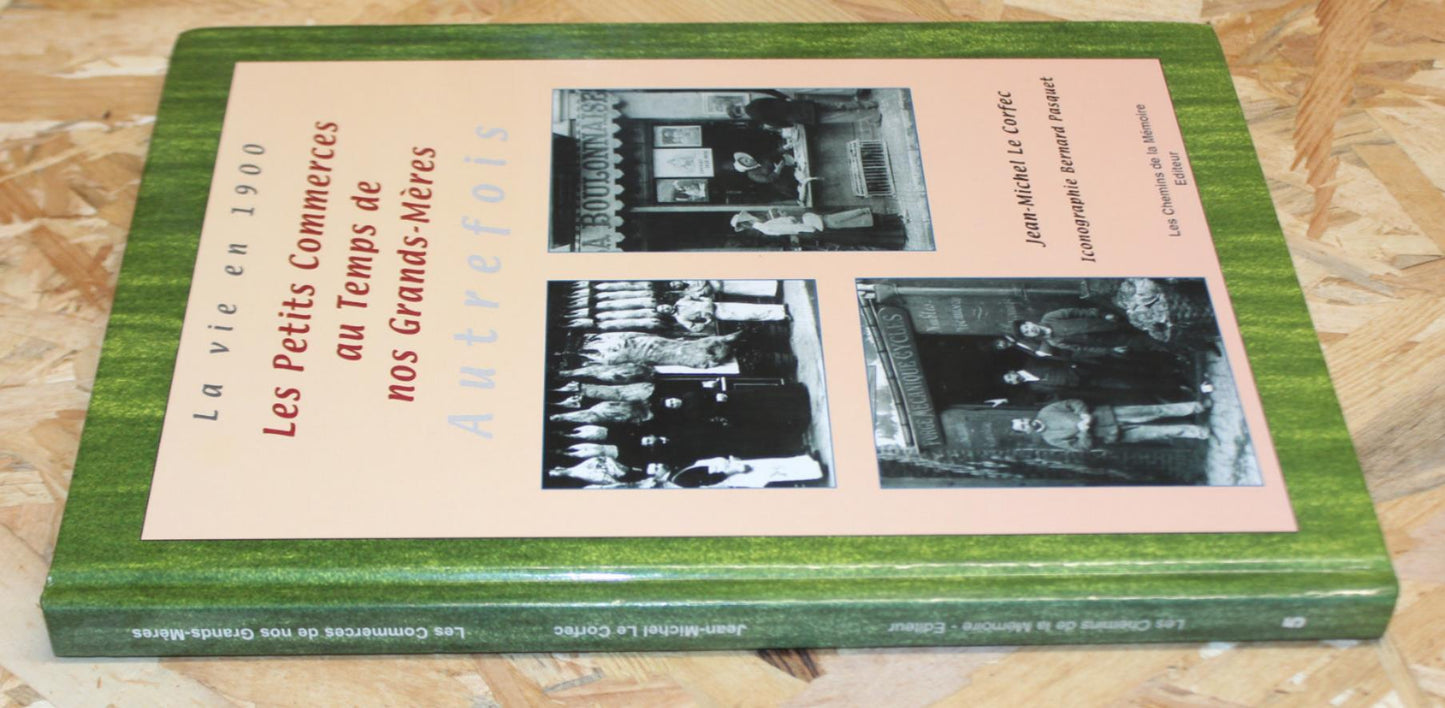 La vie en 1900
Les Petits Commerces
au Temps de
nos Grands-Mères
Autrefois
A BOULONNAISE
FORGE MECANIQUE CYCLES
Jean-Michel Le Corfec
Iconographie Bernard Pasquet
Les Chemins de la Mémoire
Editeur
Les Commerces de nos Grands-Mères
Jean-Michel Le Corfec
Les Chemins de la Mémoire - Editeur